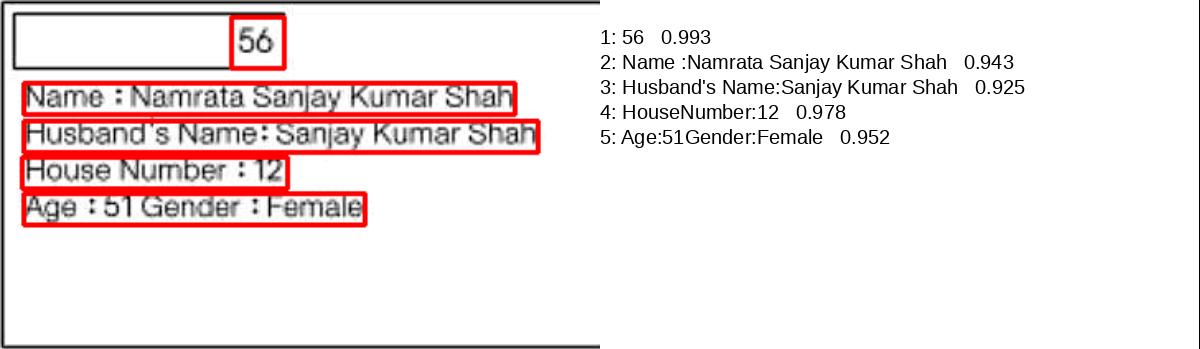 56
Name : Namrata Sanjay Kumar Shah
Husband's Name: Sanjay Kumar Shah
House Number : 12
Age : 51 Gender : Female
1: 56 0.993
2: Name :Namrata Sanjay Kumar Shah 0.943
3: Husband's Name:Sanjay Kumar Shah 0.925
4: HouseNumber:12 0.978
5: Age:51Gender:Female 0.952